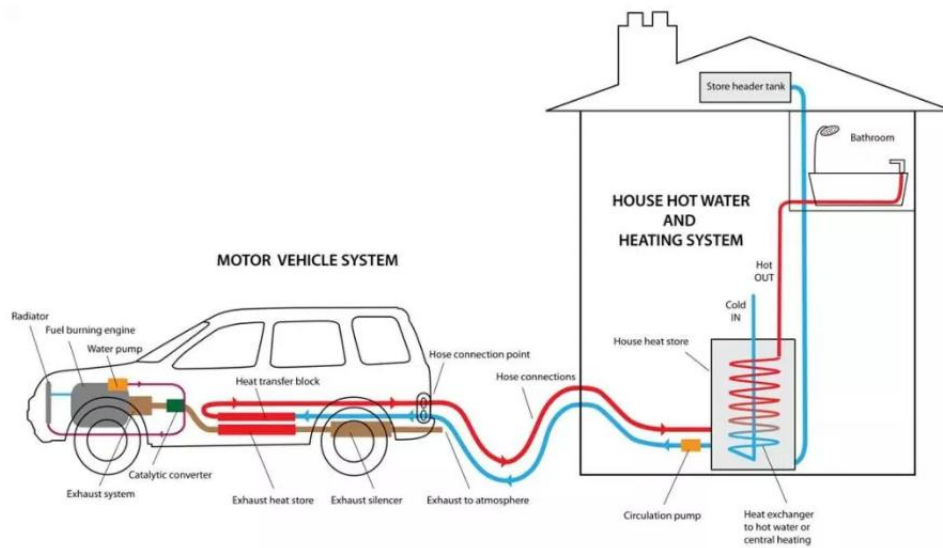 Store header tank
Bathroom
HOUSE HOT WATER
AND
HEATING SYSTEM
MOTOR VEHICLE SYSTEM
Hot
OUT
Cold
IN
Radiator
Fuel burning engine
Water pump
House heat store
Hose connection point
Heat transfer block
Hose connections
Catalytic converter
Exhaust system
Exhaust heat store
Exhaust silencer
Exhaust to atmosphere
Circulation pump
Heat exchanger
to hot water or
central heating